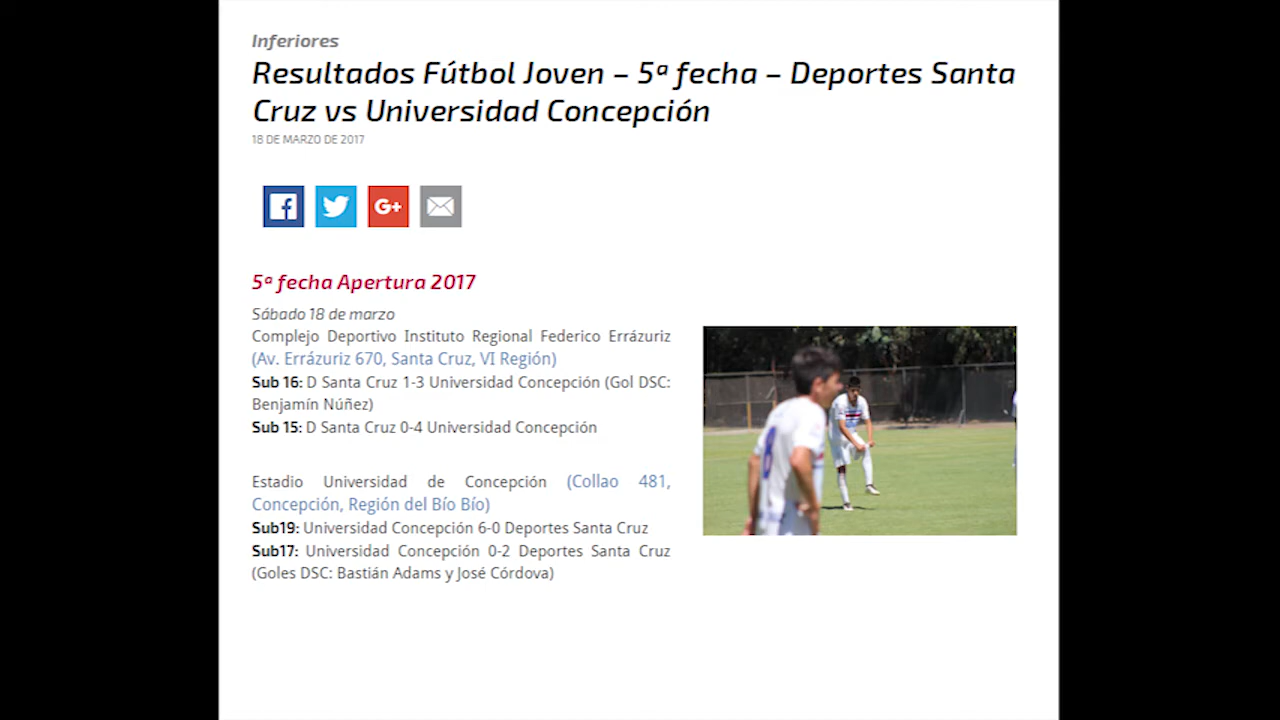 Inferiores
Resultados Fútbol Joven – 5ª fecha – Deportes Santa
Cruz vs Universidad Concepción
18 DE MARZO DE 2017
G+
5ª fecha Apertura 2017
Sábado 18 de marzo
Complejo Deportivo Instituto Regional Federico Errázuriz
(Av. Errázuriz 670, Santa Cruz, VI Región)
Sub 16: D Santa Cruz 1-3 Universidad Concepción (Gol DSC:
Benjamín Núñez)
Sub 15: D Santa Cruz 0-4 Universidad Concepción
Estadio Universidad de Concepción (Collao 481,
Concepción, Región del Bío Bío)
Sub19: Universidad Concepción 6-0 Deportes Santa Cruz
Sub17: Universidad Concepción 0-2 Deportes Santa Cruz
(Goles DSC: Bastián Adams y José Córdova)
8